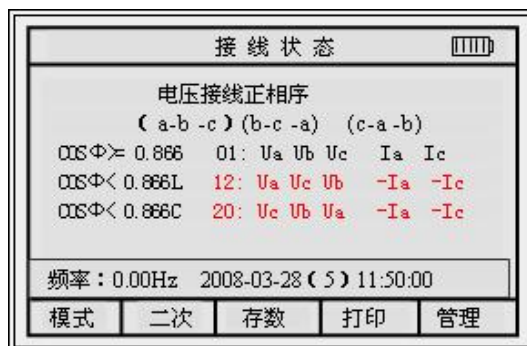 接线状态
电压接线正相序
(a-b-c)(b-c-a) (c-a-b)
COSΦ>= 0.866 01: Ua Ub Uc Ia Ic
COSΦ< 0.866L 12: Ua Uc Ub -Ia -Ic
COSΦ< 0.866C 20: Uc Ub Ua -Ia -Ic
频率：0.00Hz 2008-03-28(5)11:50:00
模式 二次 存数 打印 管理